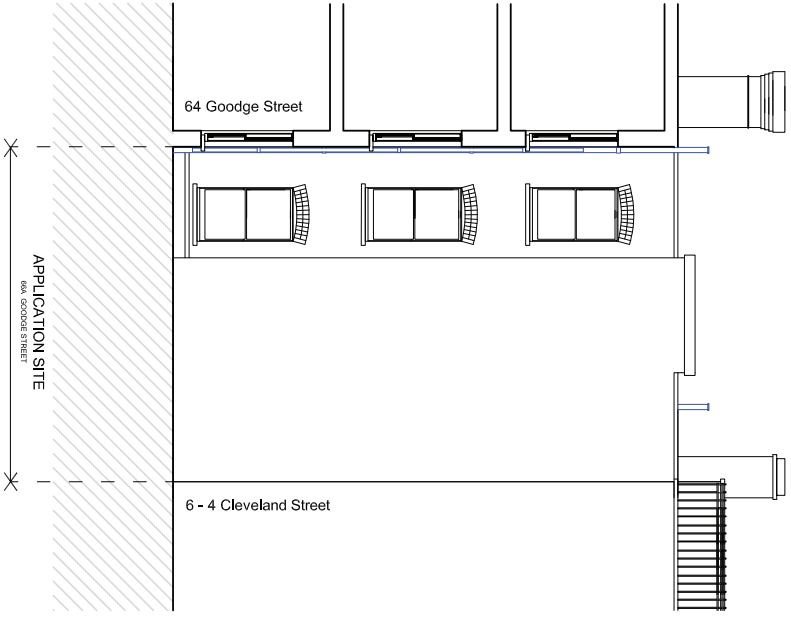 64 Goodge Street
APPLICATION SITE
66A GOODGE STREET
6 - 4 Cleveland Street